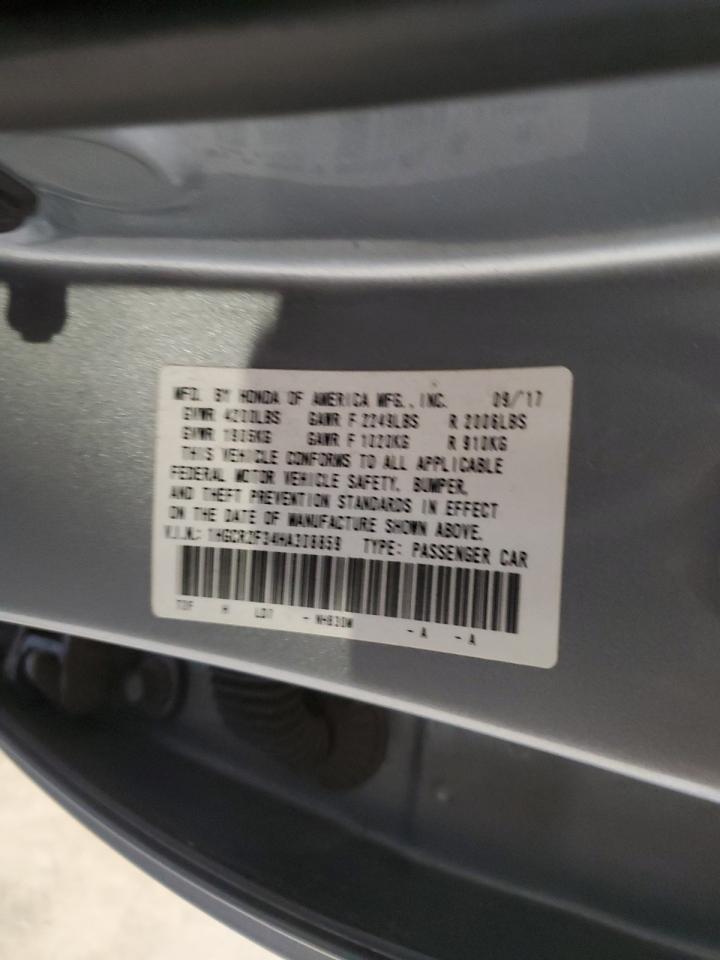 MFD. BY HONDA OF AMERICA MFG., INC. 09/'17
GVWR 4200LBS GAWR F 2249LBS R 2006LBS
GVWR 1905KG GAWR F 1020KG R 910KG
THIS VEHICLE CONFORMS TO ALL APPLICABLE
FEDERAL MOTOR VEHICLE SAFETY, BUMPER,
AND THEFT PREVENTION STANDARDS IN EFFECT
ON THE DATE OF MANUFACTURE SHOWN ABOVE.
V.I.N.: TYPE: PASSENGER CAR
H - NH830M - A - A